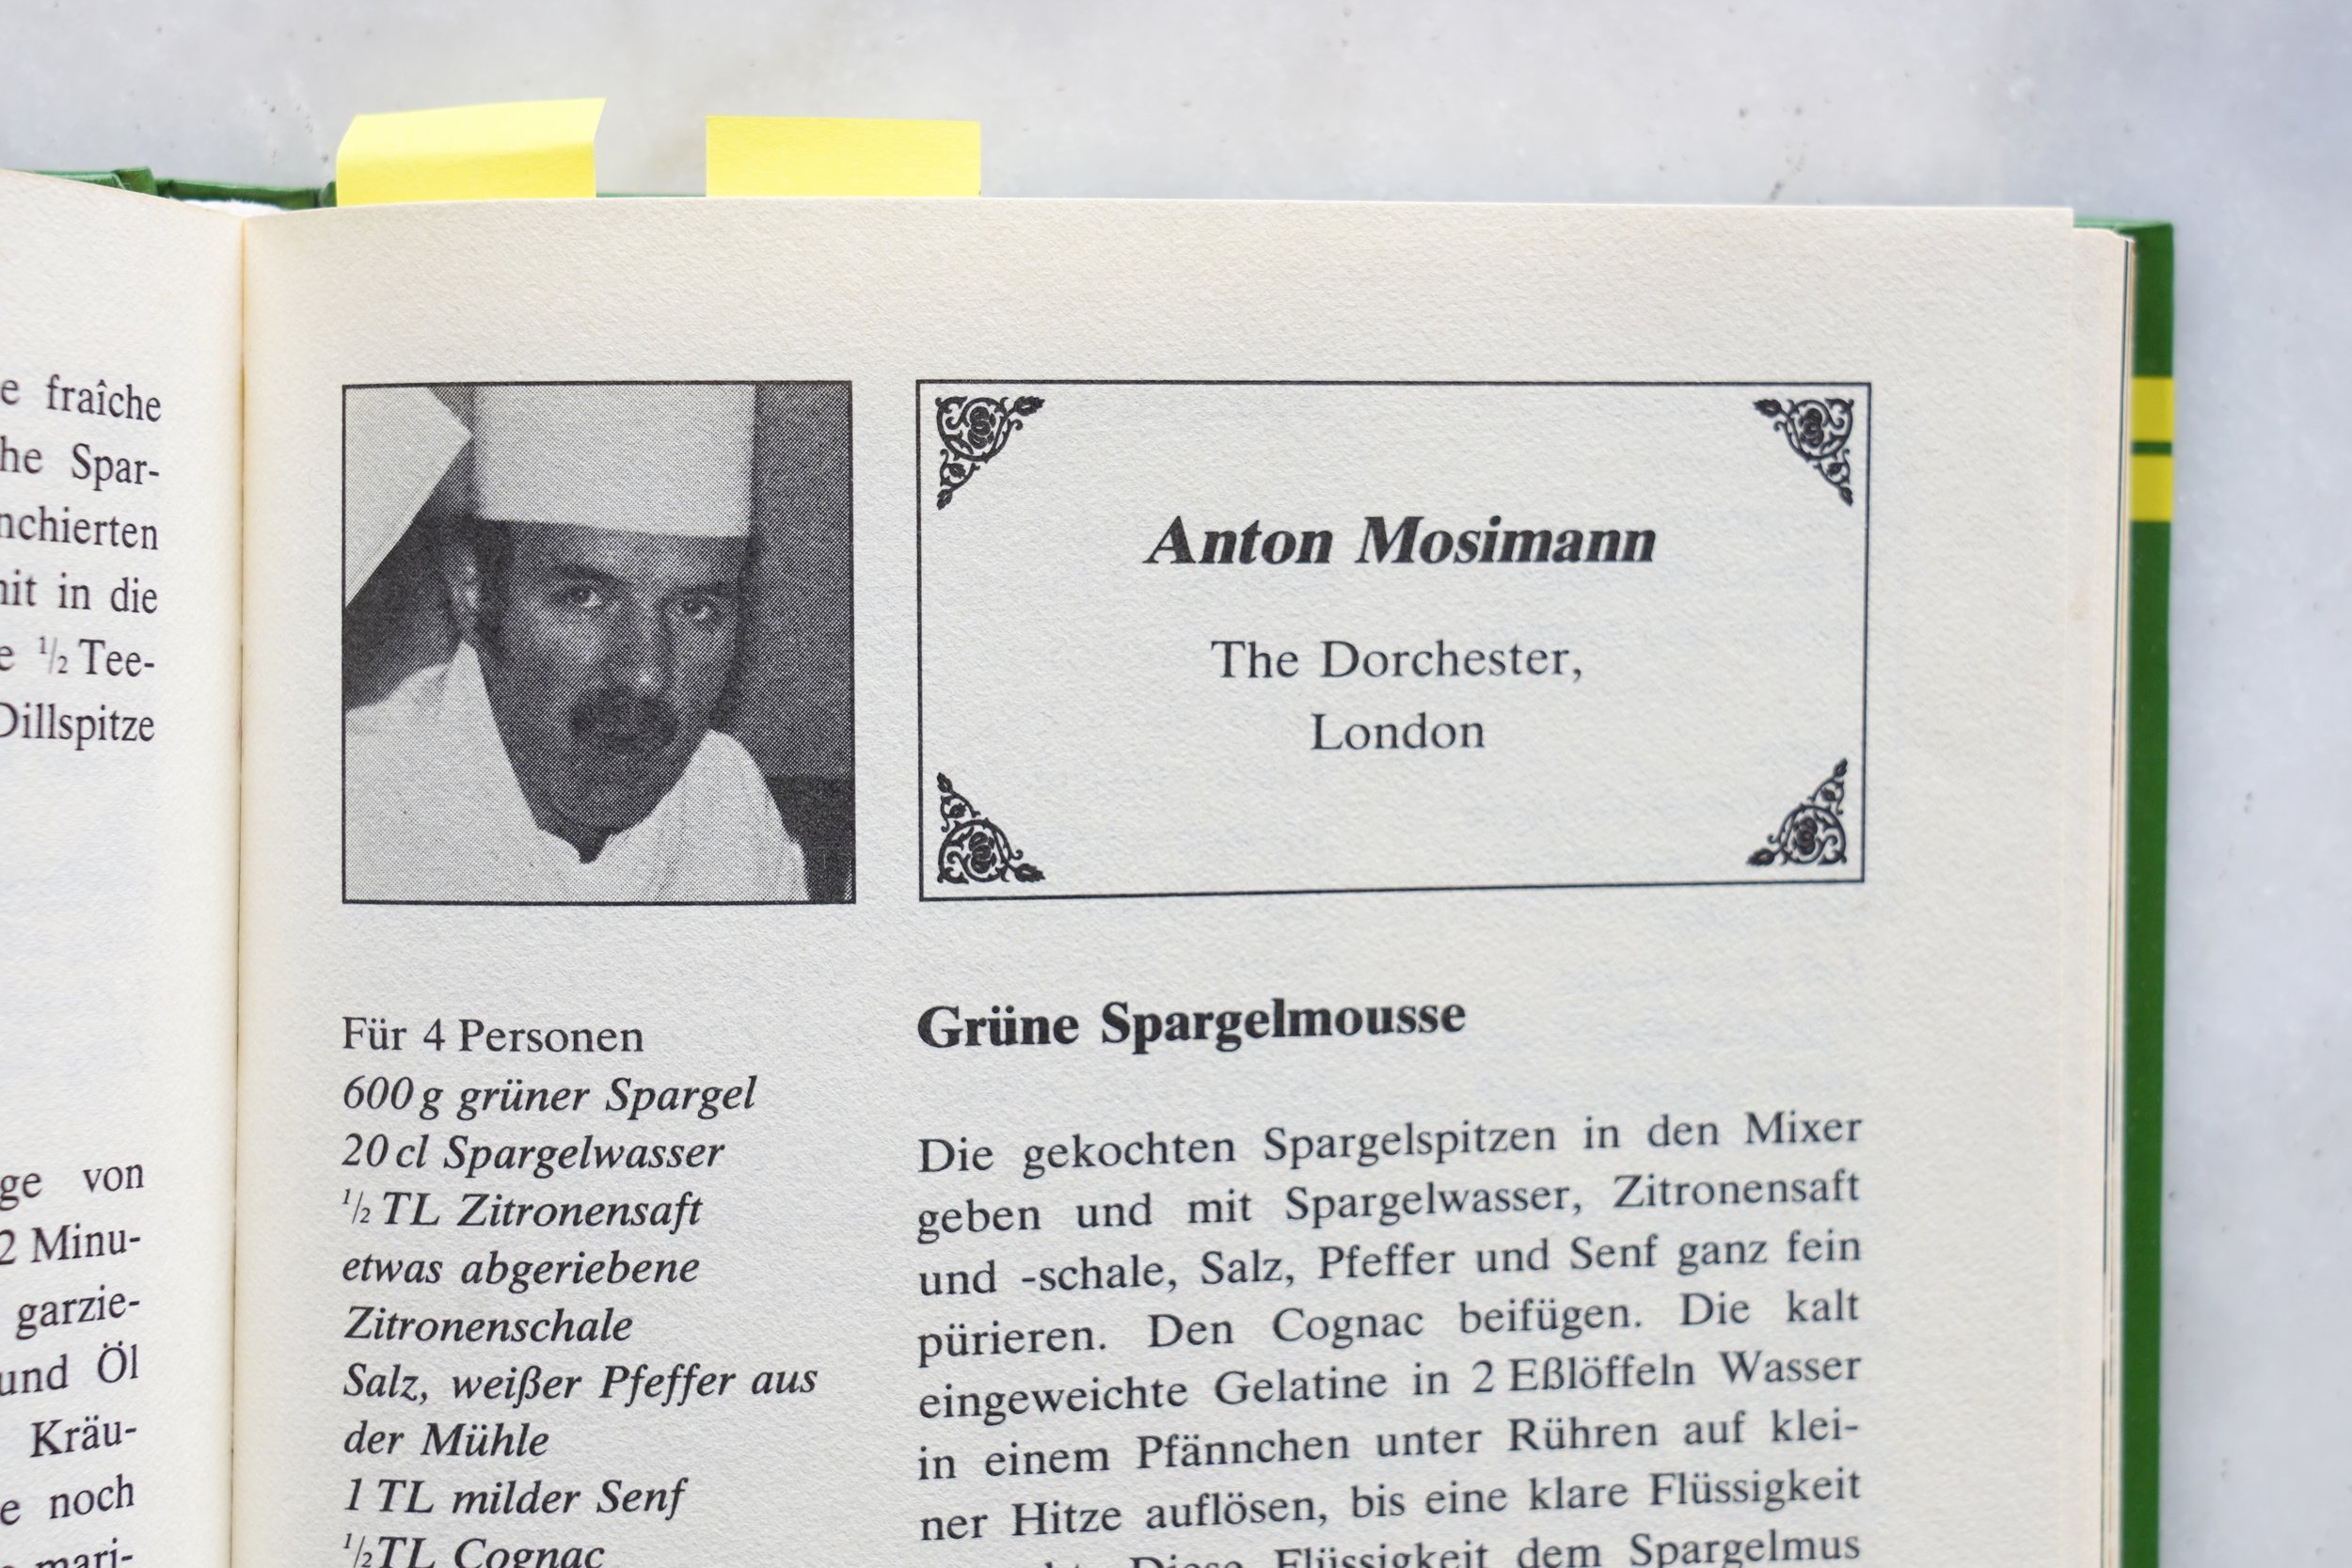 fraîche
Spar-
in die
½ Tee-
Dillspitze
von
2 Minu-
garzie-
und Öl
Kräu-
noch
Anton Mosimann
The Dorchester,
London
Für 4 Personen
600 g grüner Spargel
20 cl Spargelwasser
½ TL Zitronensaft
etwas abgeriebene
Zitronenschale
Salz, weißer Pfeffer aus
der Mühle
1 TL milder Senf
½ TL Cognac
Grüne Spargelmousse
Die gekochten Spargelspitzen in den Mixer
geben und mit Spargelwasser, Zitronensaft
und -schale, Salz, Pfeffer und Senf ganz fein
pürieren. Den Cognac beifügen. Die kalt
eingeweichte Gelatine in 2 Eßlöffeln Wasser
in einem Pfännchen unter Rühren auf klei-
ner Hitze auflösen, bis eine klare Flüssigkeit
Diese Flüssigkeit dem Spargelmus